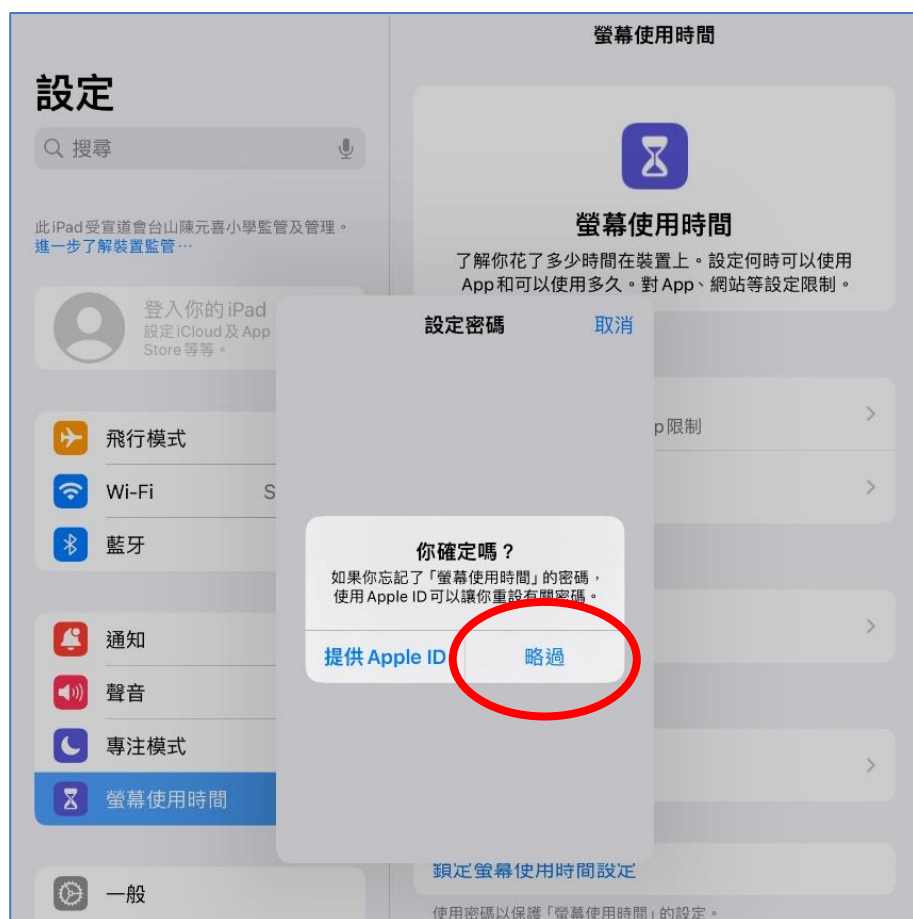 螢幕使用時間
設定
搜尋
此iPad受宣道會台山陳元喜小學監管及管理。
進一步了解裝置監管…
螢幕使用時間
了解你花了多少時間在裝置上。設定何時可以使用
App和可以使用多久。對App、網站等設定限制。
登入你的iPad
設定iCloud及App
Store等等。
設定密碼
取消
p限制
飛行模式
Wi-Fi
S
藍牙
你確定嗎？
如果你忘記了「螢幕使用時間」的密碼，
使用Apple ID可以讓你重設有關密碼。
提供Apple ID
略過
通知
聲音
專注模式
螢幕使用時間
鎖定螢幕使用時間設定
一般
使用密碼以保護「螢幕使用時間」的設定。